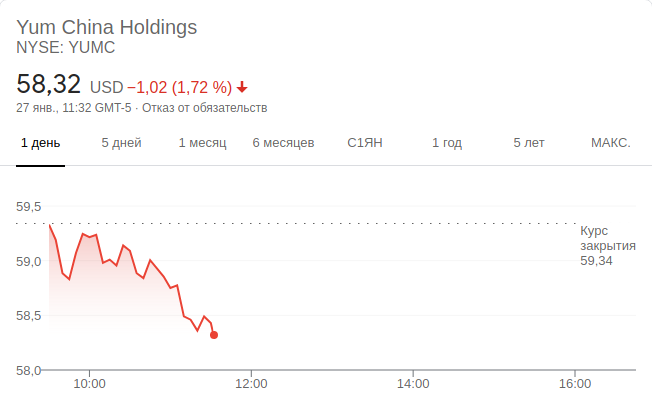 Yum China Holdings
NYSE: YUMC
58,32 USD −1,02 (1,72 %)
27 янв., 11:32 GMT-5 · Отказ от обязательств
1 день 5 дней 1 месяц 6 месяцев С1ЯН 1 год 5 лет МАКС.
59,5
Курс
закрытия
59,34
59,0
58,5
58,0
10:00 12:00 14:00 16:00